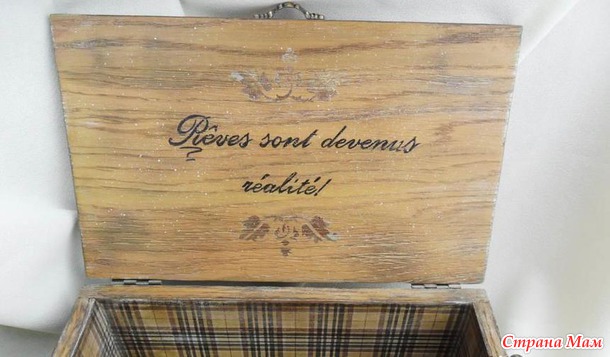 Rêves sont devenus
réalité!
Страна Мам